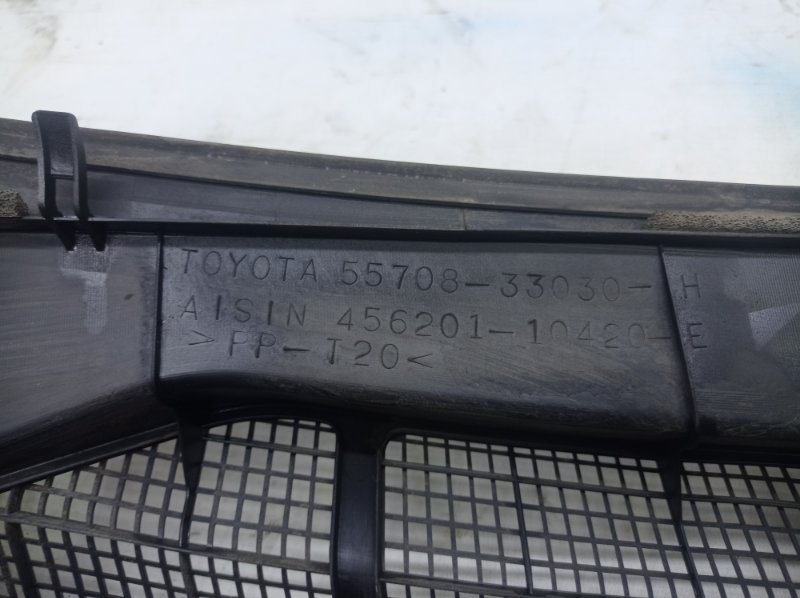 TOYOTA 55708-33030-H
AISIN 456201-10420-E
>PP-T20<